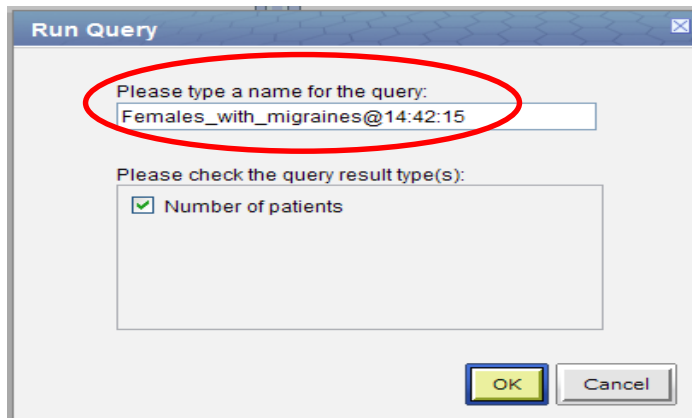 Run Query
Please type a name for the query:
Females_with_migraines@14:42:15
Please check the query result type(s):
Number of patients
OK
Cancel